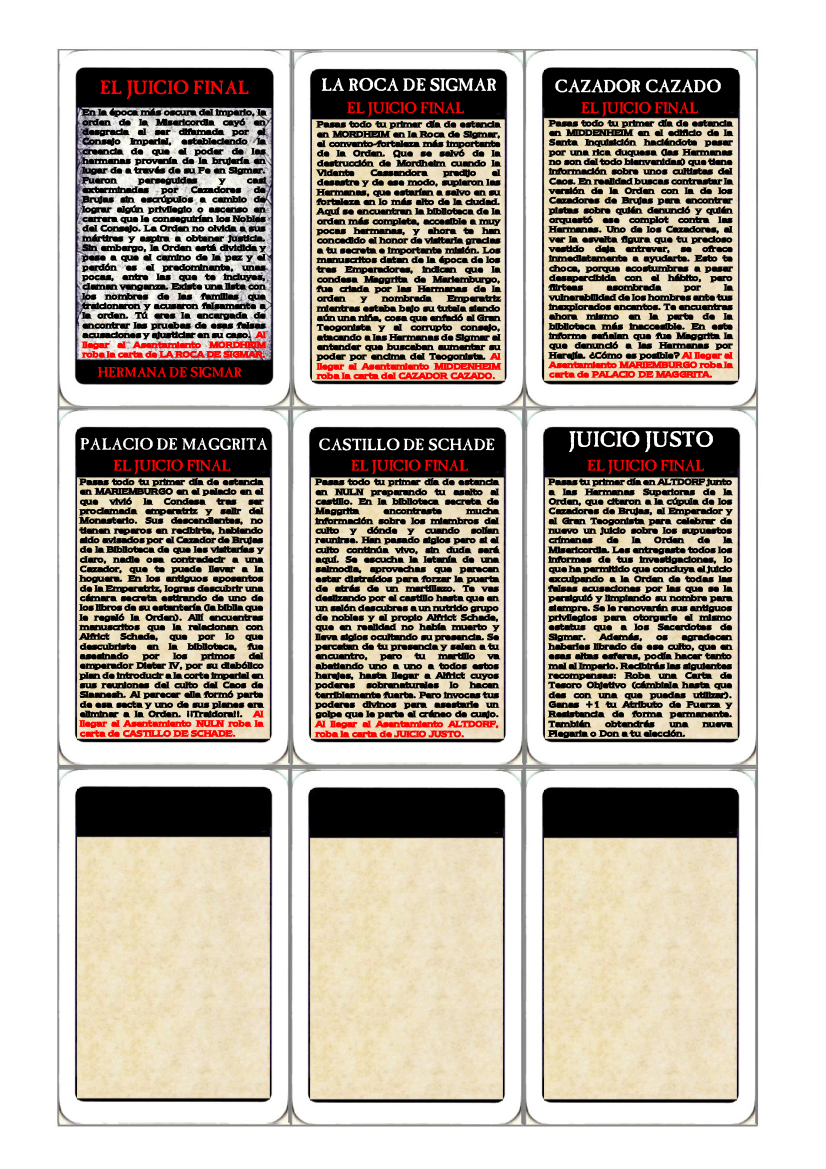 EL JUICIO FINAL
En la época más oscura del imperio, la
orden de la Misericordia cayó en
desgracia al ser difamada por el
Consejo Imperial, estableciendo la
creencia de que el poder de las
hermanas provenía de la brujería en
lugar de a través de su Fe en Sigmar.
Fueron perseguidas y casi
exterminadas por Cazadores de
Brujas sin escrúpulos a cambio de
lograr algún privilegio o ascenso en
carrera que le conseguirían los Nobles
del Consejo. La Orden no olvida a sus
mártires y aspira a obtener justicia.
Sin embargo, la Orden está dividida y
pese a que el camino de la paz y el
perdón es el predominante, unas
pocas, entre las que te incluyes,
claman venganza. Existe una lista con
los nombres de las familias que
traicionaron y acusaron falsamente a
la orden. Tú eres la encargada de
encontrar las pruebas de esas falsas
acusaciones y ajusticiar en su caso. Al
llegar al Asentamiento MORDHEIM
roba la carta de LA ROCA DE SIGMAR.
HERMANA DE SIGMAR
LA ROCA DE SIGMAR
EL JUICIO FINAL
Pasas todo tu primer día de estancia
en MORDHEIM en la Roca de Sigmar,
el convento-fortaleza más importante
de la Orden. Que se salvó de la
destrucción de Mordheim cuando la
Vidente Cassandora predijo el
desastre y de ese modo, supieron las
Hermanas, que estarían a salvo en su
fortaleza en lo más alto de la ciudad.
Aquí se encuentran la biblioteca de la
orden más completa, accesible a muy
pocas hermanas, y ahora te han
concedido el honor de visitarla gracias
a tu secreta e importante misión. Los
manuscritos datan de la época de los
tres Emperadores, indican que la
condesa Maggrita de Mariemburgo,
fue criada por las Hermanas de la
orden y nombrada Emperatriz
mientras estaba bajo su tutela siendo
aún una niña, cosa que enfadó al Gran
Teogonista y al corrupto consejo,
atacando a las Hermanas de Sigmar al
entender que buscaban aumentar su
poder por encima del Teogonista. Al
llegar al Asentamiento MIDDENHEIM
roba la carta del CAZADOR CAZADO.
CAZADOR CAZADO
EL JUICIO FINAL
Pasas todo tu primer día de estancia
en MIDDENHEIM en el edificio de la
Santa Inquisición haciéndote pasar
por una rica duquesa (las Hermanas
no son del todo bienvenidas) que tiene
información sobre unos cultistas del
Caos. En realidad buscas contrastar la
versión de la Orden con la de los
Cazadores de Brujas para encontrar
pistas sobre quién denunció y quién
orquestó ese complot contra las
Hermanas. Uno de los Cazadores, al
ver la esvelta figura que tu precioso
vestido deja entrever, se ofrece
inmediatamente a ayudarte. Esto te
choca, porque acostumbras a pasar
desapercibida con el hábito, pero
flirteas asombrada por la
vulnerabilidad de los hombres ante tus
inexplorados encantos. Te encuentras
ahora mismo en la parte de la
biblioteca más inaccesible. En este
informe señalan que fue Maggrita la
que denunció a las Hermanas por
Herejía. ¿Cómo es posible? Al llegar al
Asentamiento MARIEMBURGO roba la
carta de PALACIO DE MAGGRITA.
PALACIO DE MAGGRITA
EL JUICIO FINAL
Pasas todo tu primer día de estancia
en MARIEMBURGO en el palacio en el
que vivió la Condesa tras ser
proclamada emperatriz y salir del
Monasterio. Sus descendientes, no
tienen reparos en recibirte, habiendo
sido avisados por el Cazador de Brujas
de la Biblioteca de que les visitarías y
claro, nadie osa contradecir a una
Cazador, que te puede llevar a la
hoguera. En los antiguos aposentos
de la Emperatriz, logras descubrir una
cámara secreta estirando de uno de
los libros de su estantería (la biblia que
le regaló la Orden). Allí encuentras
manuscritos que la relacionan con
Alfrict Schade, que por lo que
descubriste en la biblioteca, fue
asesinado por los primos del
emperador Dieter IV, por su diabólico
plan de introducir a la corte imperial en
sus reuniones del culto del Caos de
Slaanesh. Al parecer ella formó parte
de esa secta y uno de sus planes era
eliminar a la Orden. !!Traidora!!. Al
llegar al Asentamiento NULN roba la
carta de CASTILLO DE SCHADE.
CASTILLO DE SCHADE
EL JUICIO FINAL
Pasas todo tu primer día de estancia
en NULN preparando tu asalto al
castillo. En la biblioteca secreta de
Maggrita encontraste mucha
información sobre los miembros del
culto y dónde y cuando solían
reunirse. Han pasado siglos pero si el
culto continúa vivo, sin duda será
aquí. Se escucha la letanía de una
salmodia, aprovechas que parecen
estar distraídos para forzar la puerta
de atrás de un martillazo. Te vas
deslizando por el castillo hasta que en
un salón descubres a un nutrido grupo
de nobles y al propio Alfrict Schade,
que en realidad no había muerto y
lleva siglos ocultando su presencia. Se
percatan de tu presencia y salen a tu
encuentro, pero tu martillo va
abatiendo uno a uno a todos estos
herejes, hasta llegar a Alfrict cuyos
poderes sobrenaturales lo hacen
terriblemente fuerte. Pero invocas tus
poderes divinos para asestarle un
golpe que le parte el cráneo de cuajo.
Al llegar al Asentamiento ALTDORF,
roba la carta de JUICIO JUSTO.
JUICIO JUSTO
EL JUICIO FINAL
Pasas tu primer día en ALTDORF junto
a las Hermanas Superioras de la
Orden, que citaron a la cúpula de los
Cazadores de Brujas, al Emperador y
al Gran Teogonista para celebrar de
nuevo un juicio sobre los supuestos
crímenes de la Orden de la
Misericordia. Les entregaste todos los
informes de tus investigaciones, lo
que ha permitido que concluya el juicio
exculpando a la Orden de todas las
falsas acusaciones por las que se la
persiguió y limpiando su nombre para
siempre. Se le renovarán sus antiguos
privilegios para otorgarle el mismo
estatus que a los Sacerdotes de
Sigmar. Además, os agradecen
haberles librado de ese culto, que en
esas altas esferas, podía hacer tanto
mal al Imperio. Recibirás las siguientes
recompensas: Roba una Carta de
Tesoro Objetivo (cámbiala hasta que
des con una que puedas utilizar).
Ganas +1 tu Atributo de Fuerza y
Resistencia de forma permanente.
También obtendrás una nueva
Plegaria o Don a tu elección.